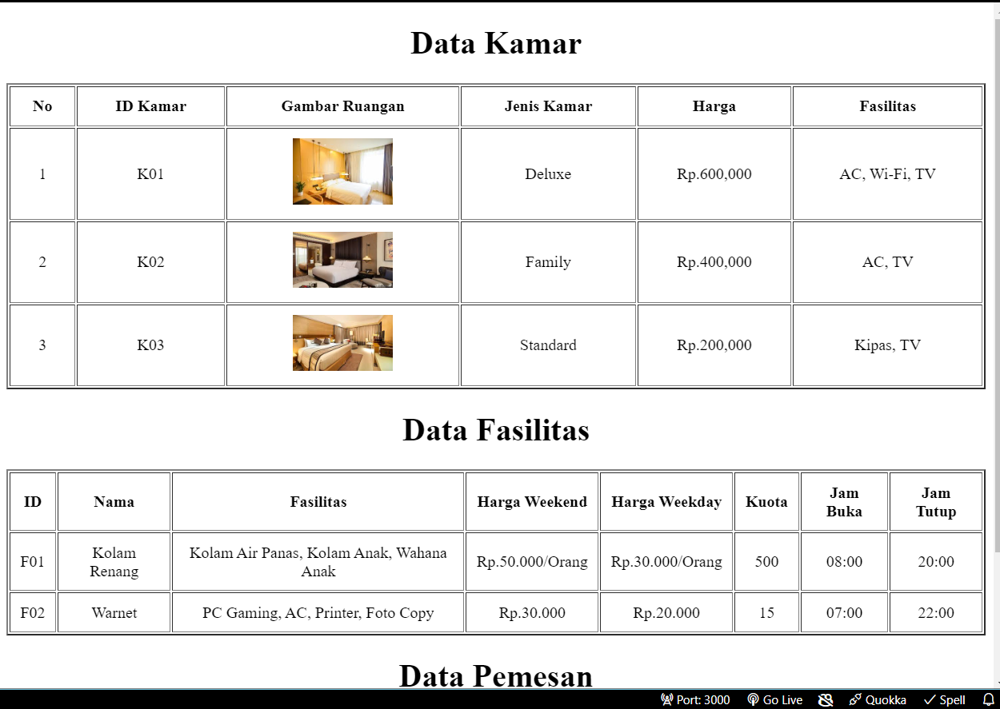 Data Kamar
No ID Kamar Gambar Ruangan Jenis Kamar Harga Fasilitas
1 K01 Deluxe Rp.600,000 AC, Wi-Fi, TV
2 K02 Family Rp.400,000 AC, TV
3 K03 Standard Rp.200,000 Kipas, TV
Data Fasilitas
ID Nama Fasilitas Harga Weekend Harga Weekday Kuota Jam Buka Jam Tutup
F01 Kolam Renang Kolam Air Panas, Kolam Anak, Wahana Anak Rp.50.000/Orang Rp.30.000/Orang 500 08:00 20:00
F02 Warnet PC Gaming, AC, Printer, Foto Copy Rp.30.000 Rp.20.000 15 07:00 22:00
Data Pemesan
Port: 3000 Go Live Quokka Spell